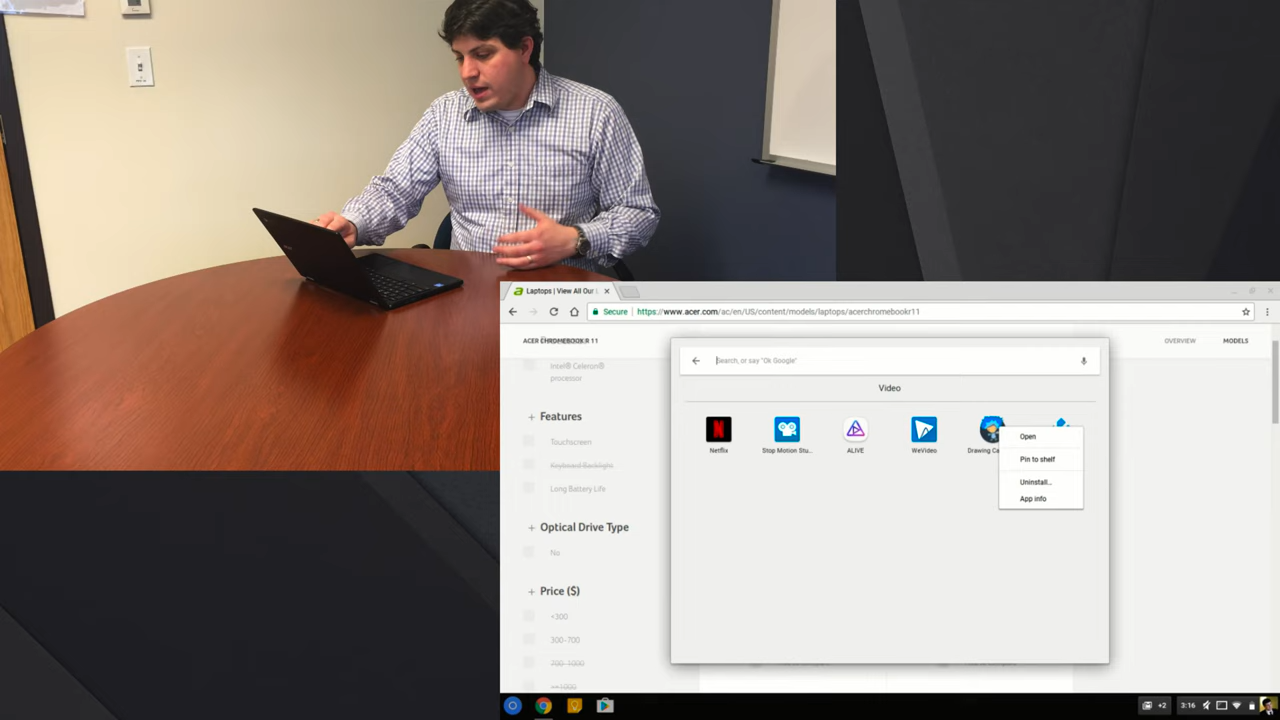 Laptops | View All Our L
Secure
https://www.acer.com/ac/en/US/content/models/laptops/acerchromebookr11
ACER CHROMEBOOK R 11
OVERVIEW
MODELS
Intel® Celeron®
processor
+ Features
Touchscreen
Keyboard Backlight
Long Battery Life
+ Optical Drive Type
No
+ Price ($)
<300
300-700
700-1000
>=1000
Search, or say "Ok Google"
Video
Netflix
Stop Motion Stu...
ALIVE
WeVideo
Drawing Ca
Open
Pin to shelf
Uninstall...
App info
+2
3:16